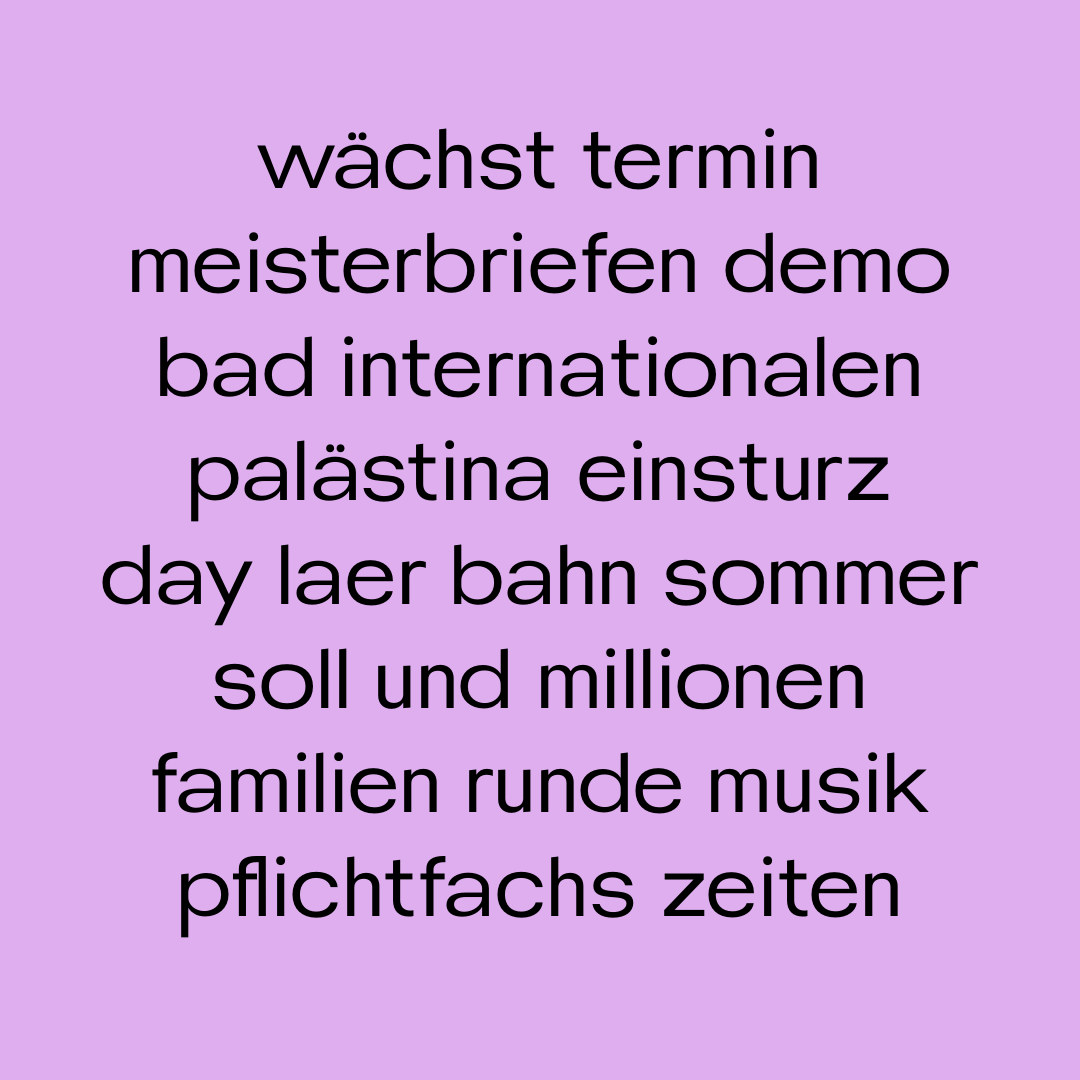 wächst termin
meisterbriefen demo
bad internationalen
palästina einsturz
day laer bahn sommer
soll und millionen
familien runde musik
pflichtfachs zeiten